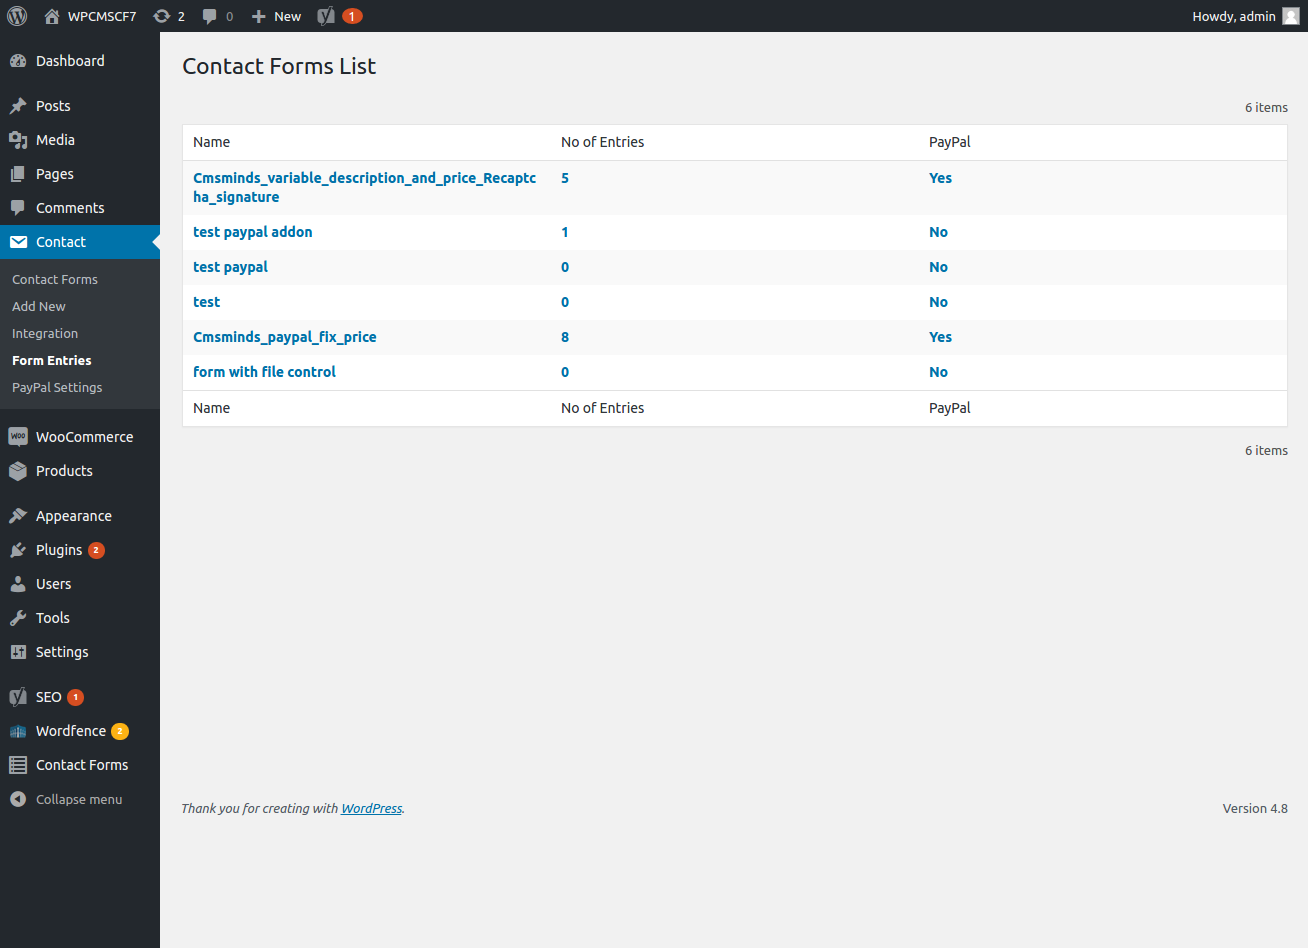 WPCMSCF7 2 0 New 1 Howdy, admin
Dashboard
Posts
Media
Pages
Comments
Contact
Contact Forms
Add New
Integration
Form Entries
PayPal Settings
WooCommerce
Products
Appearance
Plugins 2
Users
Tools
Settings
SEO 1
Wordfence 2
Contact Forms
Collapse menu
Contact Forms List
6 items
Name No of Entries PayPal
Cmsminds_variable_description_and_price_Recaptc 5 Yes
ha_signature
test paypal addon 1 No
test paypal 0 No
test 0 No
Cmsminds_paypal_fix_price 8 Yes
form with file control 0 No
Name No of Entries PayPal
6 items
Thank you for creating with WordPress. Version 4.8